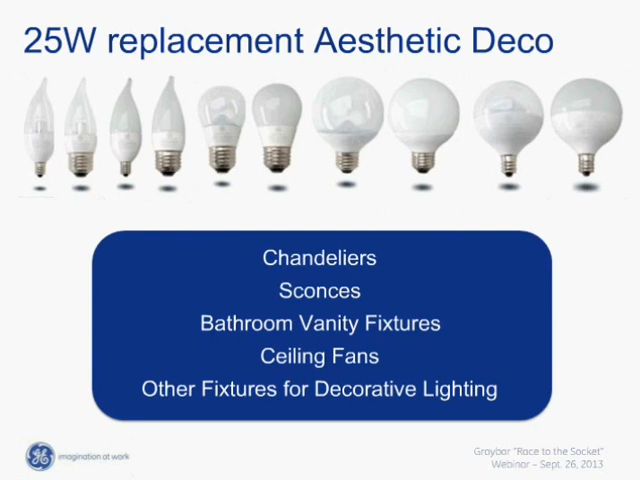 25W replacement Aesthetic Deco
Chandeliers
Sconces
Bathroom Vanity Fixtures
Ceiling Fans
Other Fixtures for Decorative Lighting
GE imagination at work
Graybar "Race to the Socket"
Webinar – Sept. 26, 2013